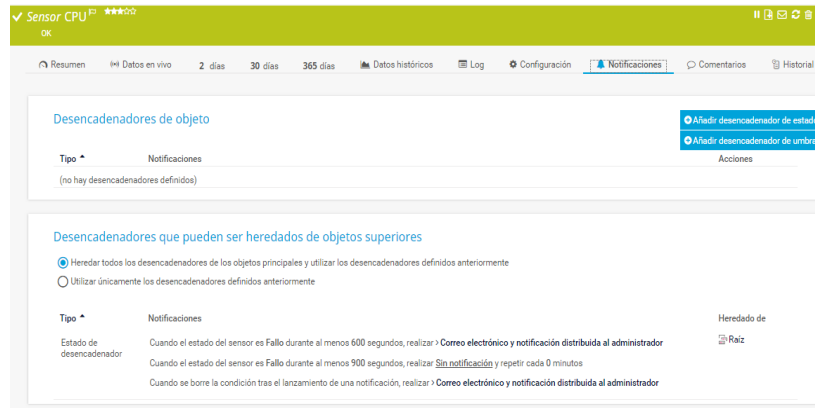 Sensor CPU
OK
Resumen Datos en vivo 2 días 30 días 365 días Datos históricos Log Configuración Notificaciones Comentarios Historial
Desencadenadores de objeto
Añadir desencadenador de estado
Añadir desencadenador de umbra
Tipo Notificaciones Acciones
(no hay desencadenadores definidos)
Desencadenadores que pueden ser heredados de objetos superiores
Heredar todos los desencadenadores de los objetos principales y utilizar los desencadenadores definidos anteriormente
Utilizar únicamente los desencadenadores definidos anteriormente
Tipo Notificaciones Heredado de
Estado de desencadenador
Cuando el estado del sensor es Fallo durante al menos 600 segundos, realizar › Correo electrónico y notificación distribuida al administrador
Raíz
Cuando el estado del sensor es Fallo durante al menos 900 segundos, realizar Sin notificación y repetir cada 0 minutos
Cuando se borre la condición tras el lanzamiento de una notificación, realizar › Correo electrónico y notificación distribuida al administrador